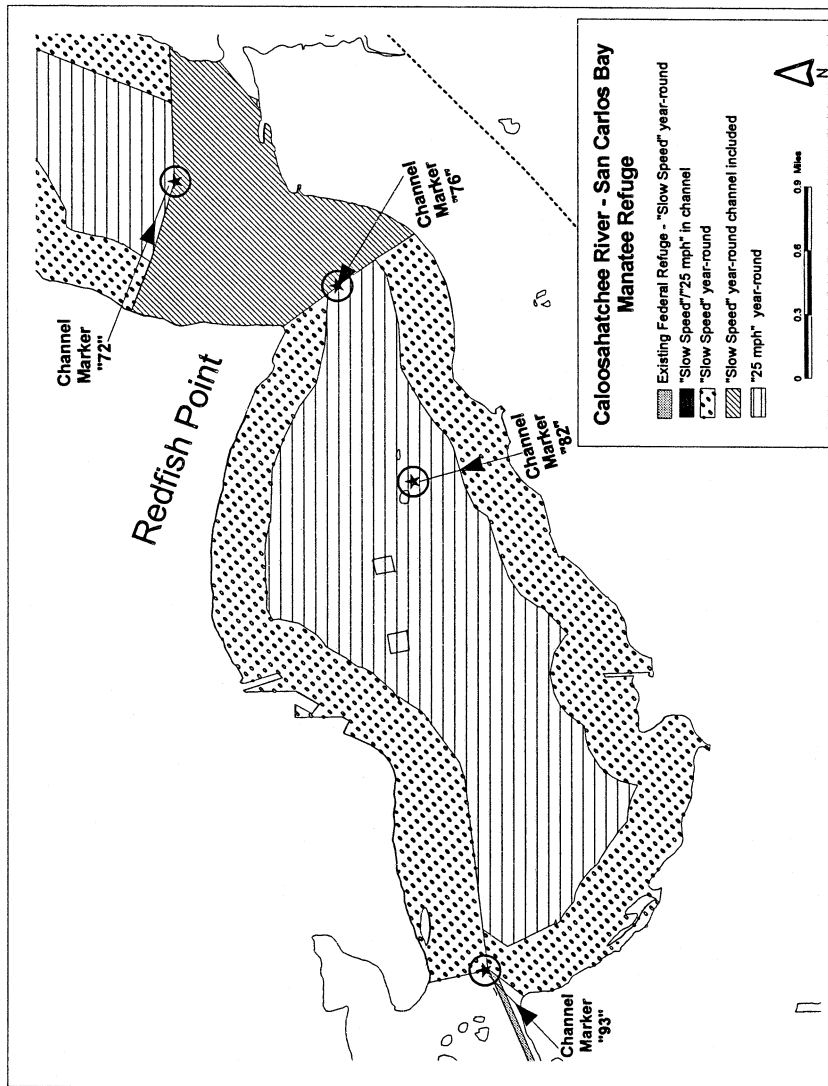 Channel
Marker
"72"
Redfish Point
Channel
Marker
"76"
Channel
Marker
"82"
Channel
Marker
"93"
Caloosahatchee River - San Carlos Bay
Manatee Refuge
Existing Federal Refuge - "Slow Speed" year-round
"Slow Speed"/"25 mph" in channel
"Slow Speed" year-round
"Slow Speed" year-round channel included
"25 mph" year-round
0 0.3 0.6 0.9 Miles
N